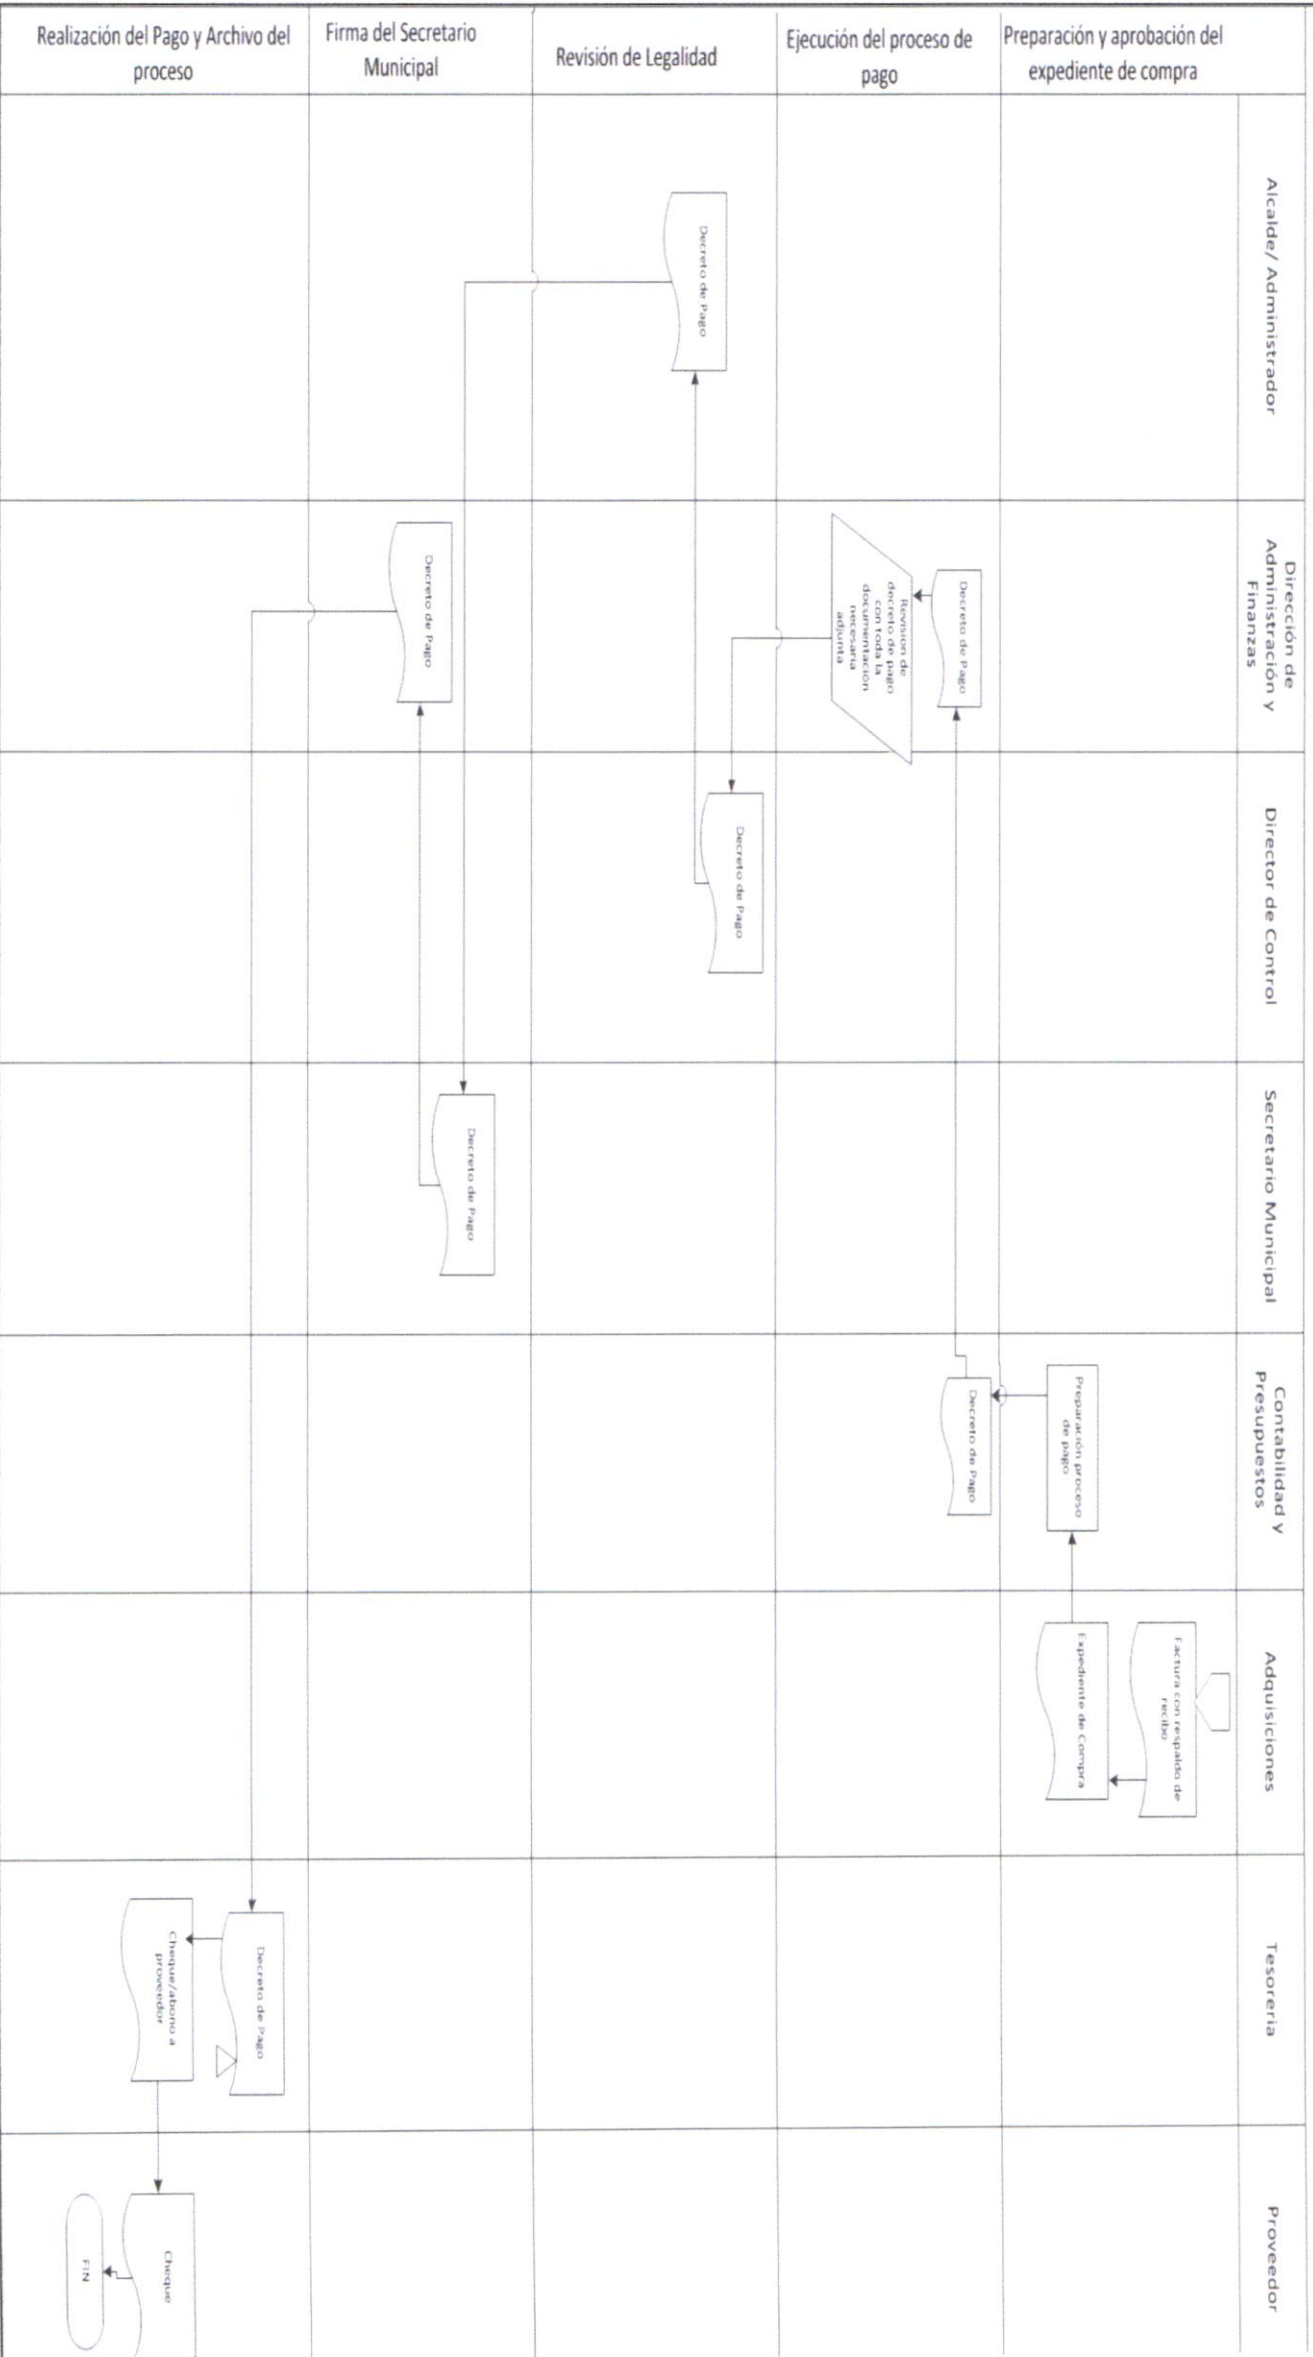 Realización del Pago y Archivo del
proceso
Firma del Secretario
Municipal
Revisión de Legalidad
Ejecución del proceso de
pago
Preparación y aprobación del
expediente de compra
Alcalde/ Administrador
Dirección de
Administración y
Finanzas
Director de Control
Secretario Municipal
Contabilidad y
Presupuestos
Adquisiciones
Tesoreria
Proveedor
Factura con respaldo de
recibo
Expediente de Compra
Preparación proceso
de pago
Decreto de Pago
Decreto de Pago
Revision de
decreto de pago
con toda la
documentación
necesaria
adjunta
Decreto de Pago
Decreto de Pago
Decreto de Pago
Decreto de Pago
Decreto de Pago
Cheque/abono a
proveedor
Cheque
FIN